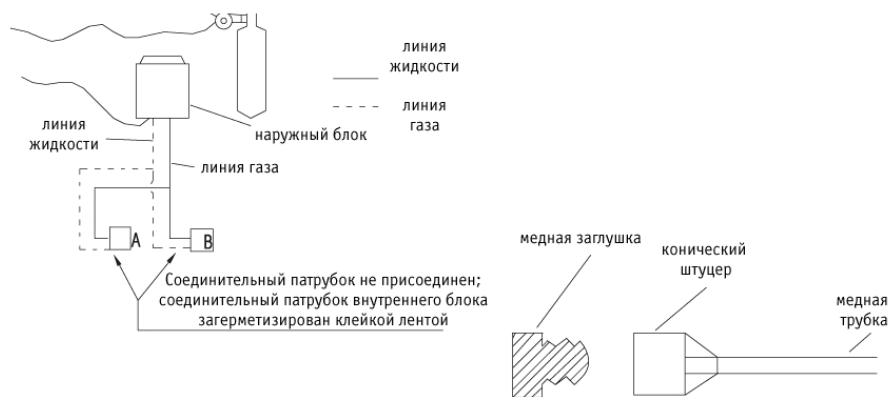 линия
жидкости
линия
газа
наружный блок
линия
жидкости
линия газа
A
B
Соединительный патрубок не присоединен;
соединительный патрубок внутреннего блока
загерметизирован клейкой лентой
медная заглушка
конический
штуцер
медная
трубка